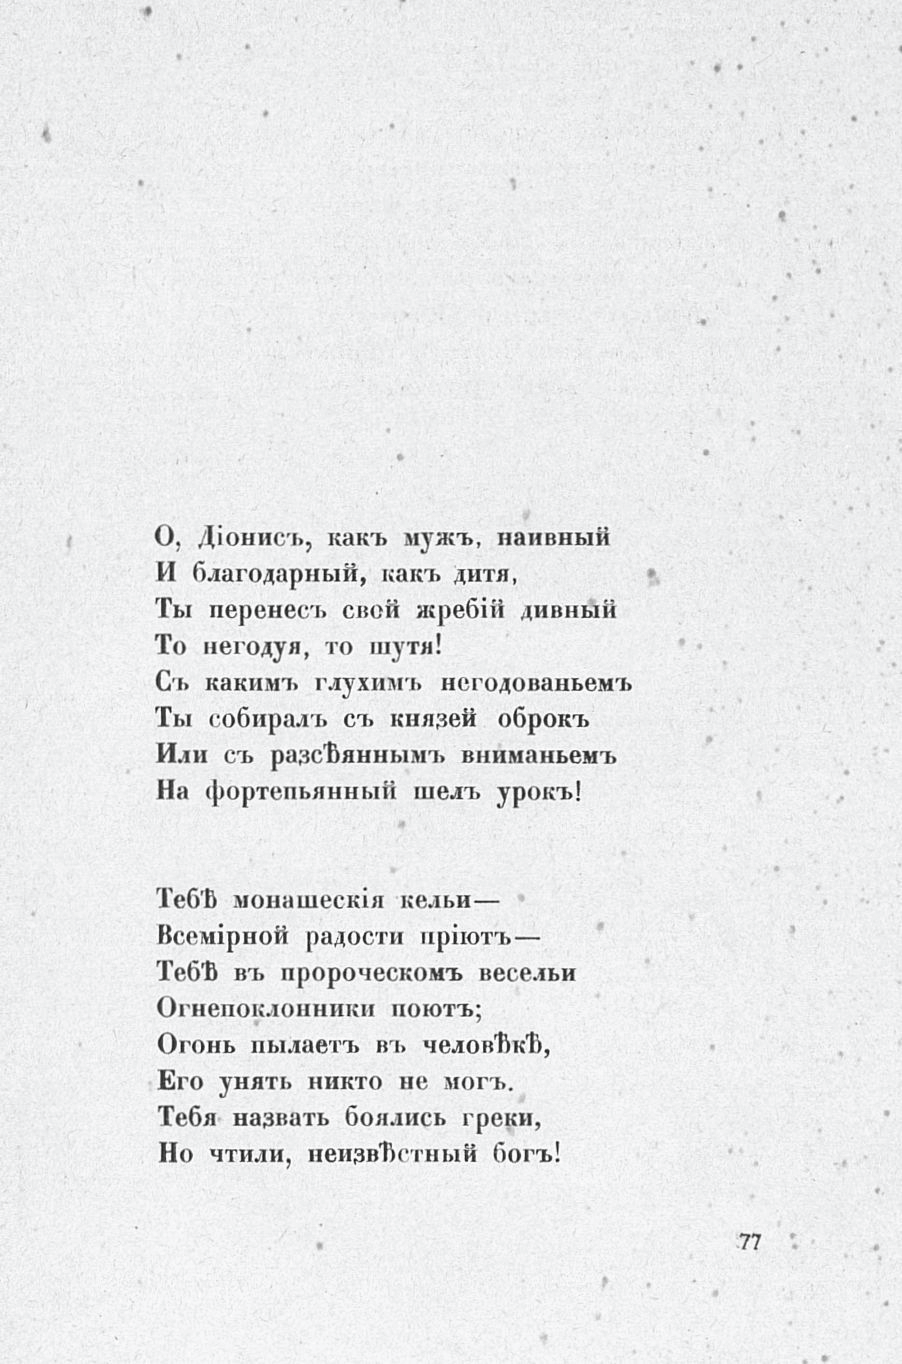 О, Діонисъ, какъ мужъ, наивный
И благодарный, какъ дитя,
Ты перенесъ свой жребій дивный
То негодуя, то шутя!
Съ какимъ глухимъ негодованьемъ
Ты собиралъ съ князей оброкъ
Или съ разсѣяннымъ вниманьемъ
На фортепьянный шелъ урокъ!
Тебѣ монашескія кельи—
Всемірной радости пріютъ—
Тебѣ въ пророческомъ весельи
Огнепоклонники поютъ;
Огонь пылаетъ въ человѣкѣ,
Его унять никто не могъ.
Тебя назвать боялись греки,
Но чтили, неизвѣстный богъ!
77